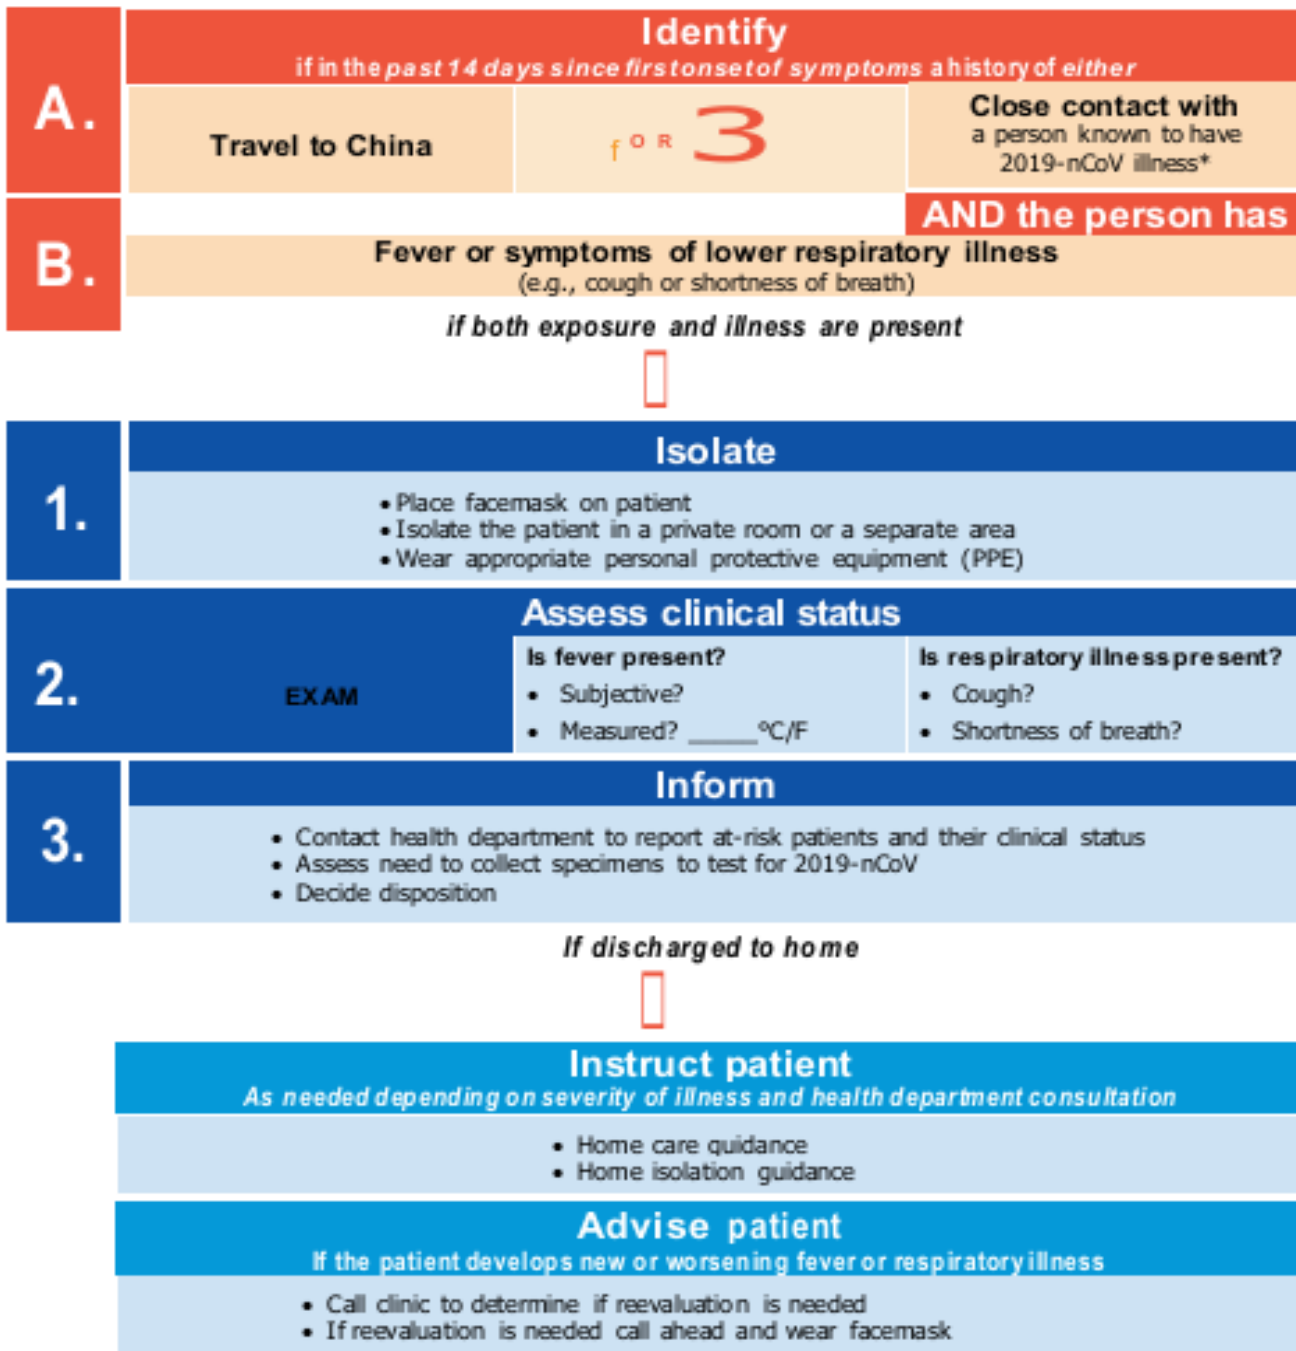 A.
Identify
if in the past 14 days since first onset of symptoms a history of either
Travel to China
f O R 3
Close contact with
a person known to have
2019-nCoV illness*
AND the person has
B.
Fever or symptoms of lower respiratory illness
(e.g., cough or shortness of breath)
if both exposure and illness are present
1.
Isolate
• Place facemask on patient
• Isolate the patient in a private room or a separate area
• Wear appropriate personal protective equipment (PPE)
2.
Assess clinical status
EXAM
Is fever present?
• Subjective?
• Measured? _____ºC/F
Is respiratory illness present?
• Cough?
• Shortness of breath?
3.
Inform
• Contact health department to report at-risk patients and their clinical status
• Assess need to collect specimens to test for 2019-nCoV
• Decide disposition
If discharged to home
Instruct patient
As needed depending on severity of illness and health department consultation
• Home care guidance
• Home isolation guidance
Advise patient
If the patient develops new or worsening fever or respiratory illness
• Call clinic to determine if reevaluation is needed
• If reevaluation is needed call ahead and wear facemask